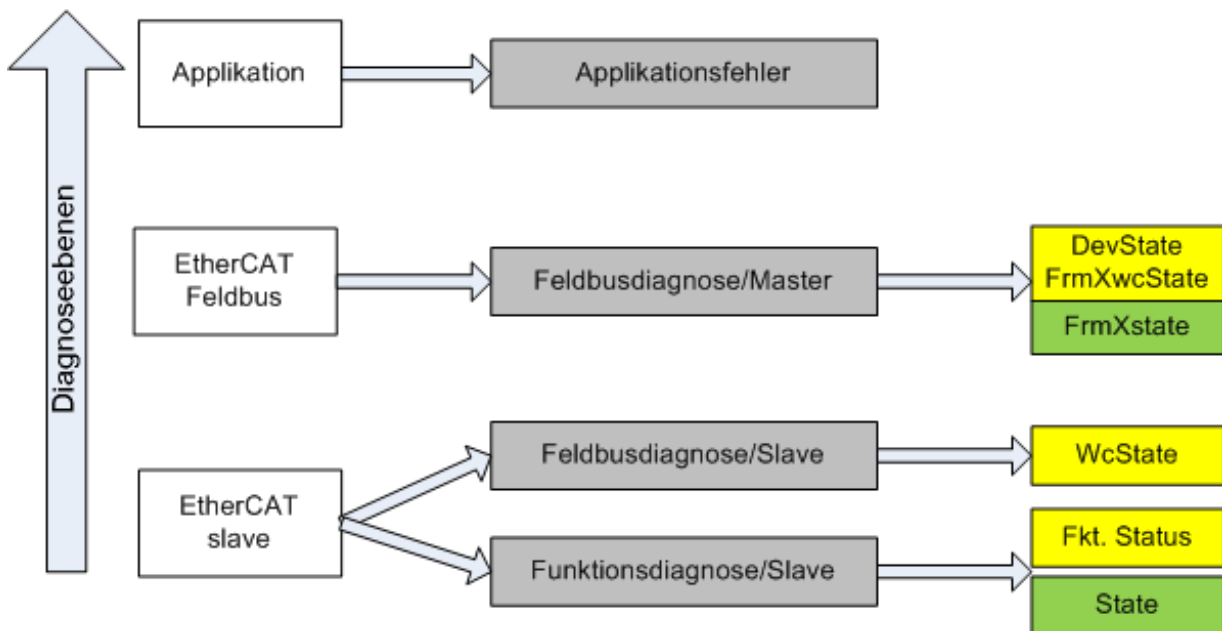 Diagnoseebenen
Applikation
Applikationsfehler
EtherCAT
Feldbus
Feldbusdiagnose/Master
DevState
FrmXwcState
FrmXstate
EtherCAT
slave
Feldbusdiagnose/Slave
WcState
Funktionsdiagnose/Slave
Fkt. Status
State